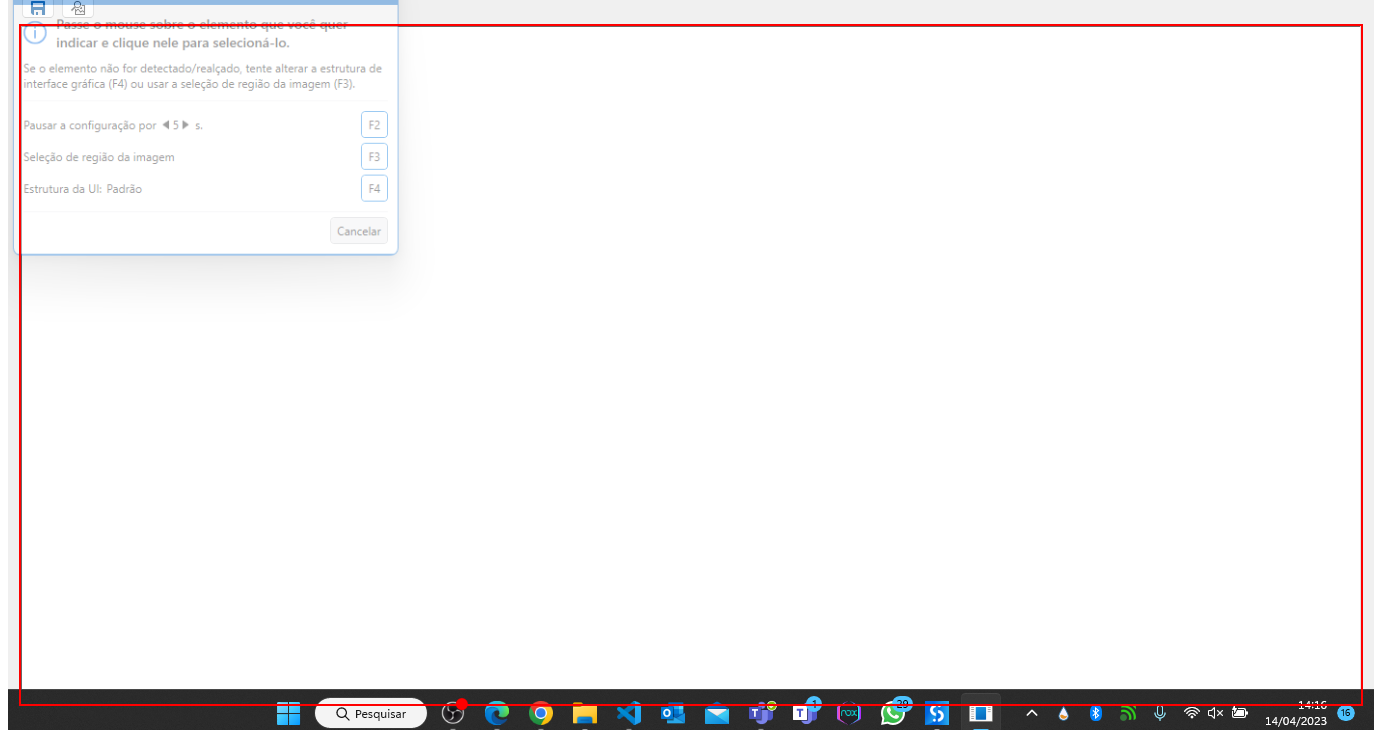 Passe o mouse sobre o elemento que você quer
indicar e clique nele para selecioná-lo.
Se o elemento não for detectado/realçado, tente alterar a estrutura de
interface gráfica (F4) ou usar a seleção de região da imagem (F3).
Pausar a configuração por 5 s.
F2
Seleção de região da imagem
F3
Estrutura da UI: Padrão
F4
Cancelar
Pesquisar
T
T
1
nox
29
S
14:16
14/04/2023
16